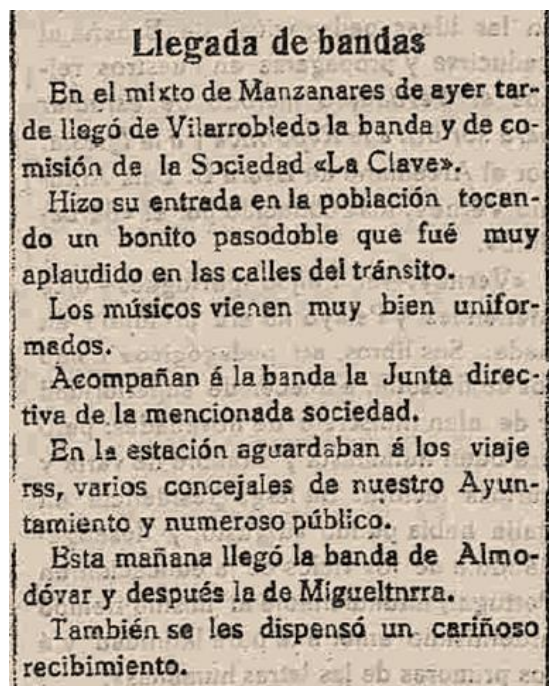 Llegada de bandas
En el mixto de Manzanares de ayer tar-
de llegó de Vilarrobledo la banda y de co-
misión de la Sociedad «La Clave».
Hizo su entrada en la población tocan-
do un bonito pasodoble que fué muy
aplaudido en las calles del tránsito.
Los músicos vienen muy bien unifor-
mados.
Acompañan á la banda la Junta direc-
tiva de la mencionada sociedad.
En la estación aguardaban á los viaje
rss, varios concejales de nuestro Ayun-
tamiento y numeroso público.
Esta mañana llegó la banda de Almo-
dóvar y después la de Migueltnrra.
También se les dispensó un cariñoso
recibimiento.